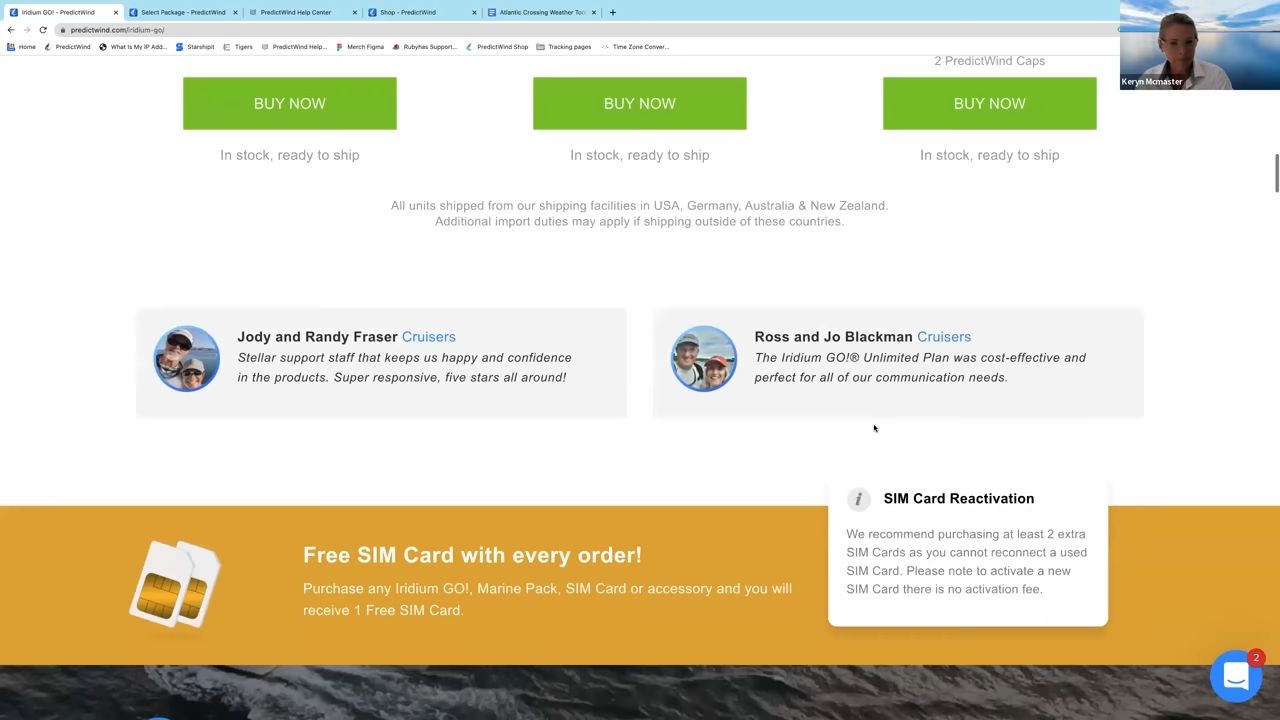 Iridium GO! - PredictWind
Select Package - PredictWind
PredictWind Help Center
Shop - PredictWind
Atlantic Crossing Weather Too
predictwind.com/iridium-go/
Home
PredictWind
What Is My IP Add...
Starshipit
Tigers
PredictWind Help...
Merch Figma
Rubyhas Support...
PredictWind Shop
Tracking pages
Time Zone Conver...
Keryn Mcmaster
2 PredictWind Caps
BUY NOW
BUY NOW
BUY NOW
In stock, ready to ship
In stock, ready to ship
In stock, ready to ship
All units shipped from our shipping facilities in USA, Germany, Australia & New Zealand.
Additional import duties may apply if shipping outside of these countries.
Jody and Randy Fraser Cruisers
Stellar support staff that keeps us happy and confidence
in the products. Super responsive, five stars all around!
Ross and Jo Blackman Cruisers
The Iridium GO!® Unlimited Plan was cost-effective and
perfect for all of our communication needs.
Free SIM Card with every order!
Purchase any Iridium GO!, Marine Pack, SIM Card or accessory and you will
receive 1 Free SIM Card.
i
SIM Card Reactivation
We recommend purchasing at least 2 extra
SIM Cards as you cannot reconnect a used
SIM Card. Please note to activate a new
SIM Card there is no activation fee.
2